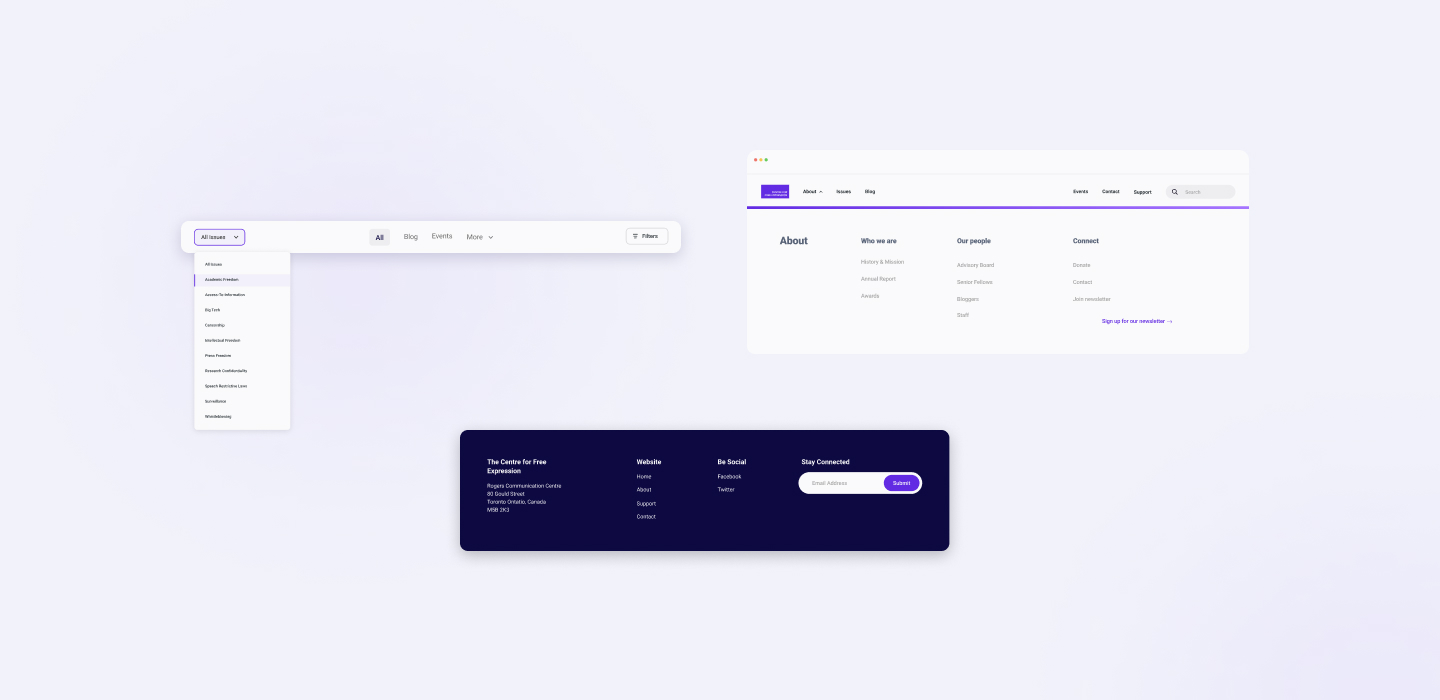 All Issues
All
Blog
Events
More
Filters
All Issues
Academic Freedom
Access-To-Information
Big Tech
Censorship
Intellectual Freedom
Press Freedom
Research Confidentiality
Speech Restrictive Laws
Surveillance
Whistleblowing
About
Issues
Blog
Events
Contact
Support
Search
About
Who we are
History & Mission
Annual Report
Awards
Our people
Advisory Board
Senior Fellows
Bloggers
Staff
Connect
Donate
Contact
Join newsletter
Sign up for our newsletter →
The Centre for Free
Expression
Rogers Communication Centre
80 Gould Street
Toronto Ontatio, Canada
M5B 2K3
Website
Home
About
Support
Contact
Be Social
Facebook
Twitter
Stay Connected
Email Address
Submit